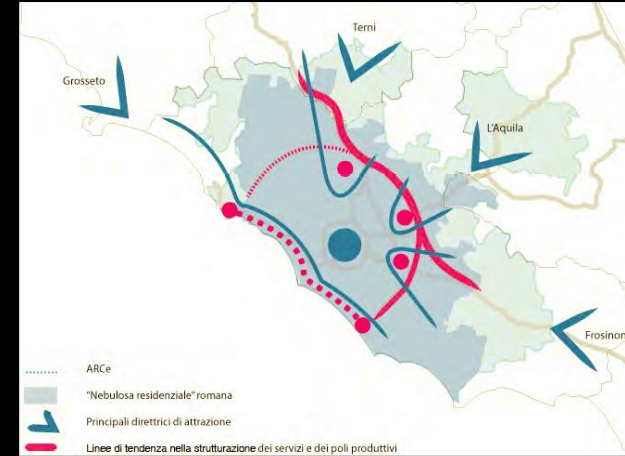 Terni
Grosseto
L'Aquila
Frosinon
ARCe
"Nebulosa residenziale" romana
Principali direttrici di attrazione
Linee di tendenza nella strutturazione dei servizi e dei poli produttivi